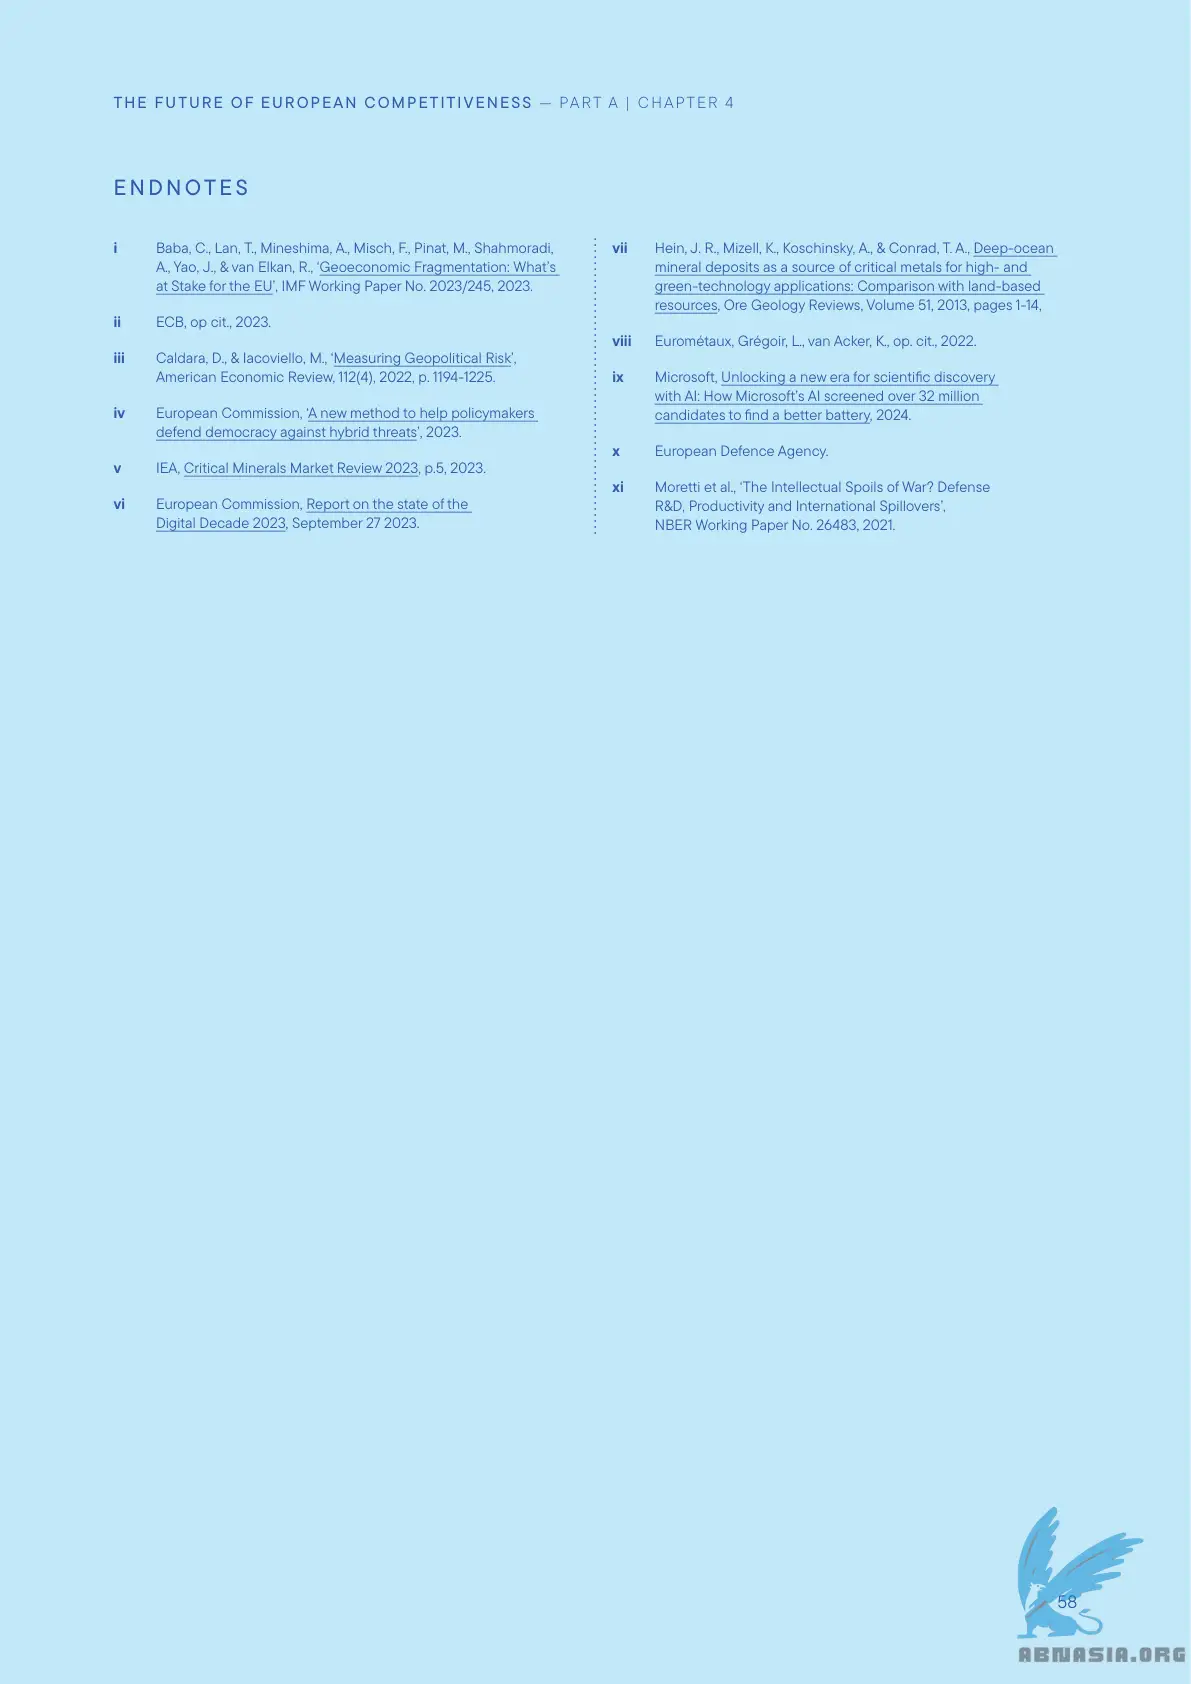 THE FUTURE OF EUROPEAN COMPETITIVENESS — PART A | CHAPTER 4
ENDNOTES
i Baba, C., Lan, T., Mineshima, A., Misch, F., Pinat, M., Shahmoradi,
A., Yao, J., & van Elkan, R., ‘Geoeconomic Fragmentation: What’s
at Stake for the EU’, IMF Working Paper No. 2023/245, 2023.
ii ECB, op cit., 2023.
iii Caldara, D., & Iacoviello, M., ‘Measuring Geopolitical Risk’,
American Economic Review, 112(4), 2022, p. 1194-1225.
iv European Commission, ‘A new method to help policymakers
defend democracy against hybrid threats’, 2023.
v IEA, Critical Minerals Market Review 2023, p.5, 2023.
vi European Commission, Report on the state of the
Digital Decade 2023, September 27 2023.
vii Hein, J. R., Mizell, K., Koschinsky, A., & Conrad, T. A., Deep-ocean
mineral deposits as a source of critical metals for high- and
green-technology applications: Comparison with land-based
resources, Ore Geology Reviews, Volume 51, 2013, pages 1-14,
viii Eurométaux, Grégoir, L., van Acker, K., op. cit., 2022.
ix Microsoft, Unlocking a new era for scientific discovery
with AI: How Microsoft’s AI screened over 32 million
candidates to find a better battery, 2024.
x European Defence Agency.
xi Moretti et al., ‘The Intellectual Spoils of War? Defense
R&D, Productivity and International Spillovers’,
NBER Working Paper No. 26483, 2021.
58
ABNASIA.ORG